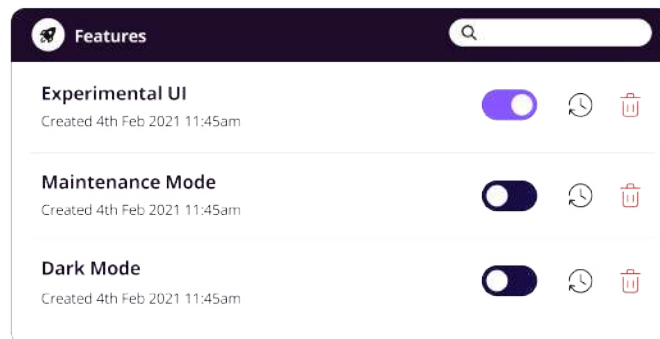 Features
Experimental UI
Created 4th Feb 2021 11:45am
Maintenance Mode
Created 4th Feb 2021 11:45am
Dark Mode
Created 4th Feb 2021 11:45am